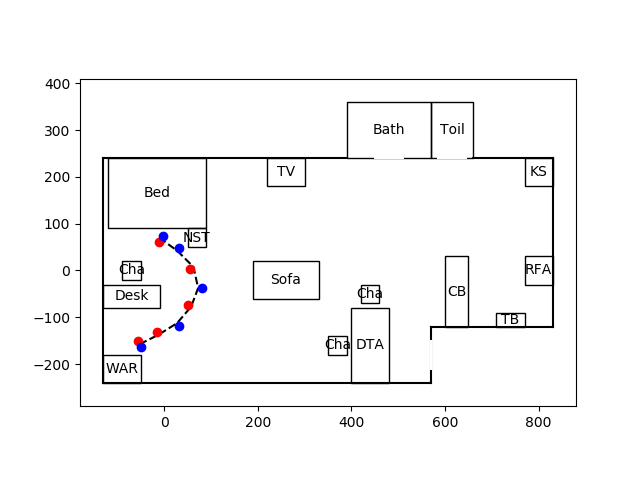 400
300
200
100
0
−100
−200
0
200
400
600
800
Bath
Toil
Bed
TV
KS
NST
Cha
Desk
Sofa
Cha
CB
RFA
TB
Cha
DTA
WAR